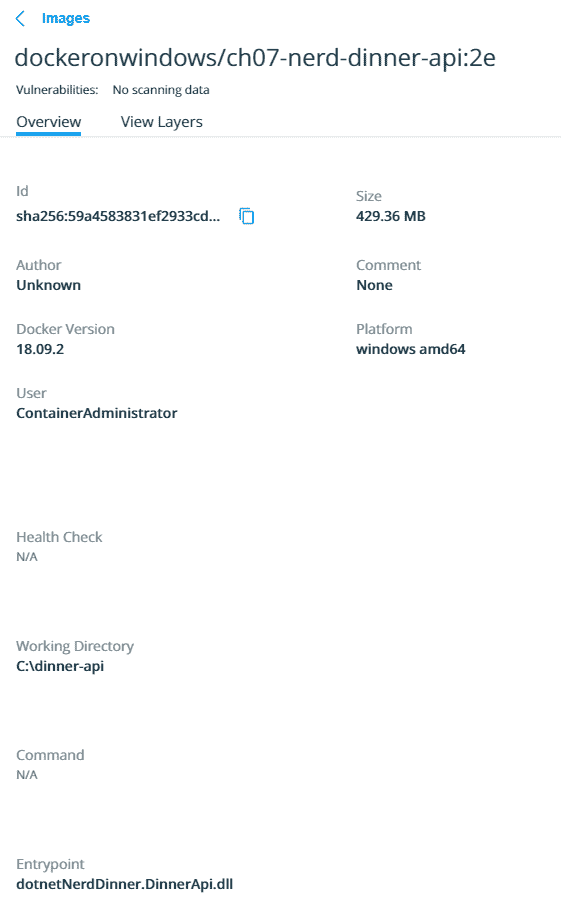 Images
dockeronwindows/ch07-nerd-dinner-api:2e
Vulnerabilities: No scanning data
Overview View Layers
Id
sha256:59a4583831ef2933cd...
Size
429.36 MB
Author
Unknown
Comment
None
Docker Version
18.09.2
Platform
windows amd64
User
ContainerAdministrator
Health Check
N/A
Working Directory
C:\dinner-api
Command
N/A
Entrypoint
dotnetNerdDinner.DinnerApi.dll